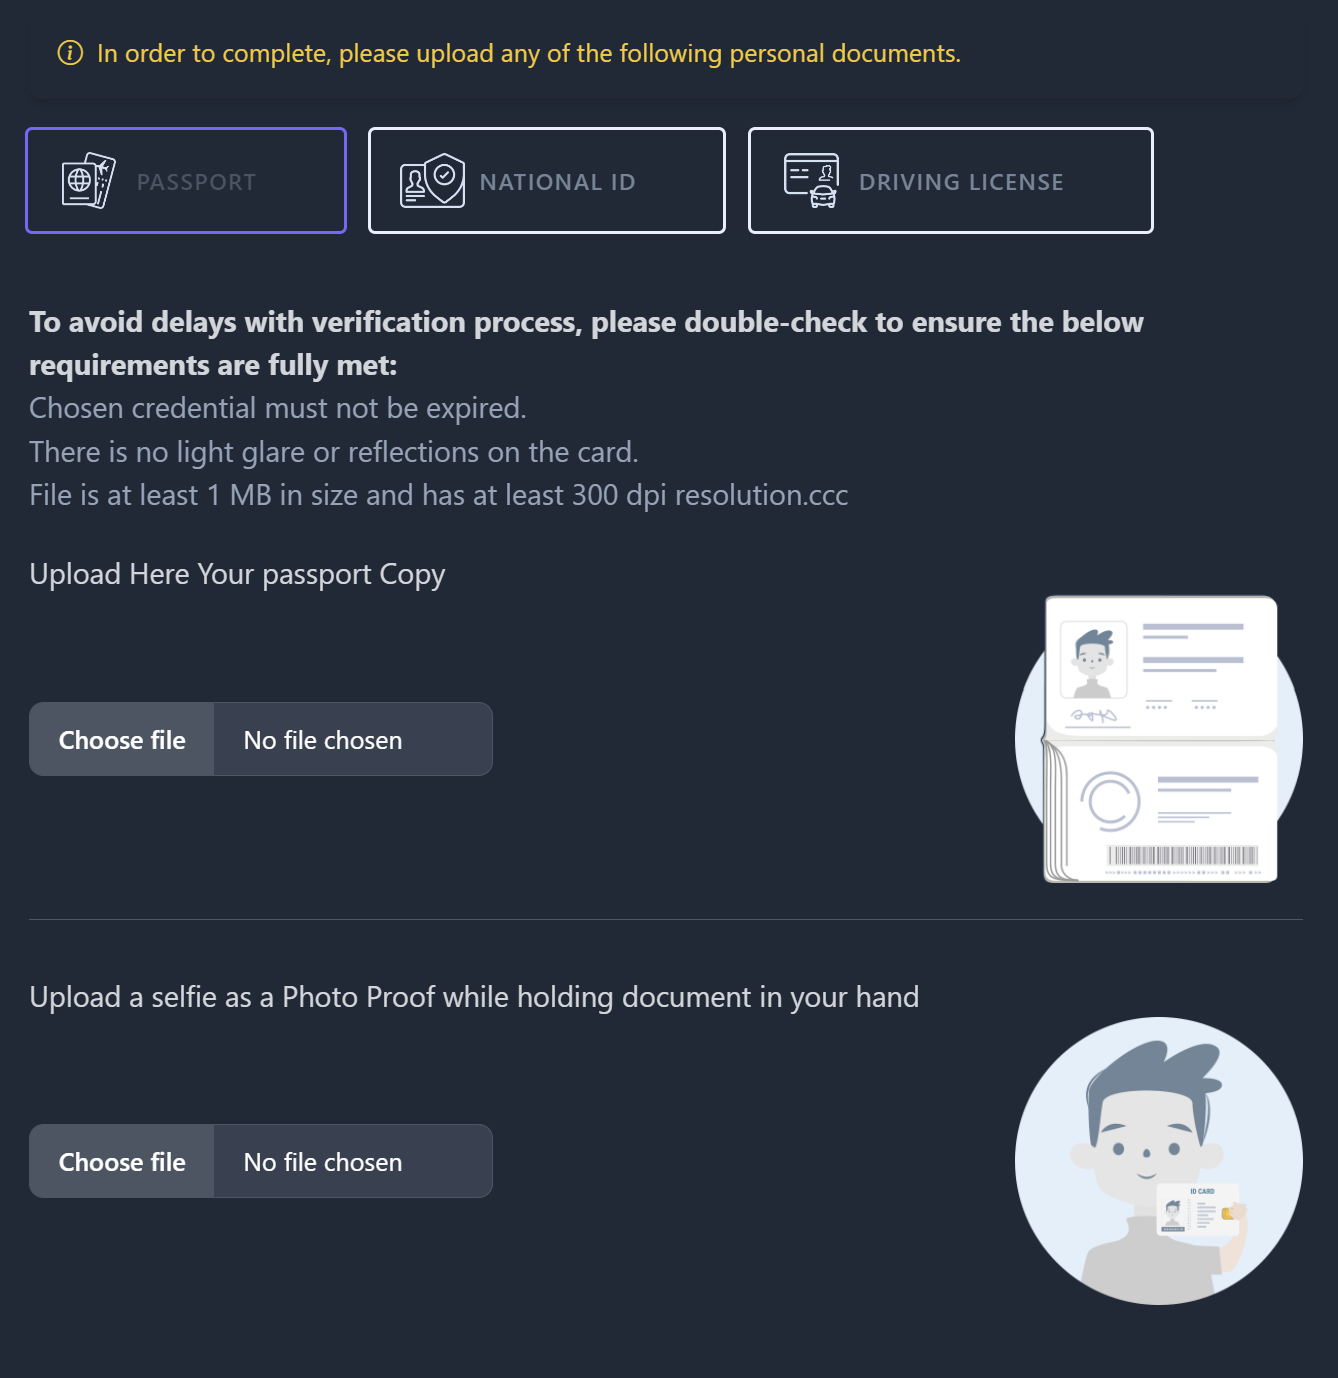 In order to complete, please upload any of the following personal documents.
PASSPORT
NATIONAL ID
DRIVING LICENSE
To avoid delays with verification process, please double-check to ensure the below
requirements are fully met:
Chosen credential must not be expired.
There is no light glare or reflections on the card.
File is at least 1 MB in size and has at least 300 dpi resolution.ccc
Upload Here Your passport Copy
Choose file No file chosen
Upload a selfie as a Photo Proof while holding document in your hand
Choose file No file chosen
ID CARD